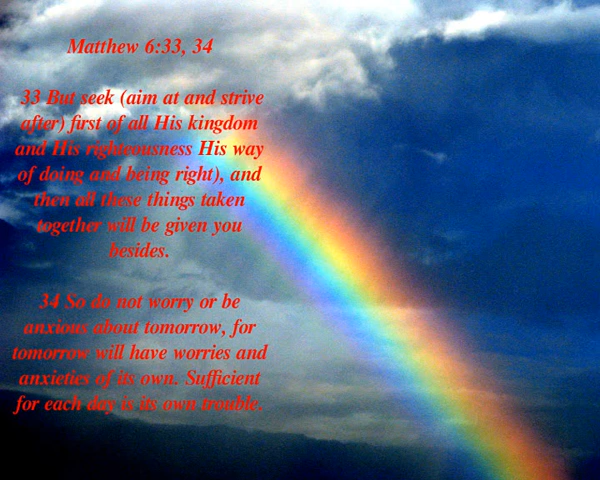 Matthew 6:33, 34
33 But seek (aim at and strive
after) first of all His kingdom
and His righteousness His way
of doing and being right), and
then all these things taken
together will be given you
besides.
34 So do not worry or be
anxious about tomorrow, for
tomorrow will have worries and
anxieties of its own. Sufficient
for each day is its own trouble.